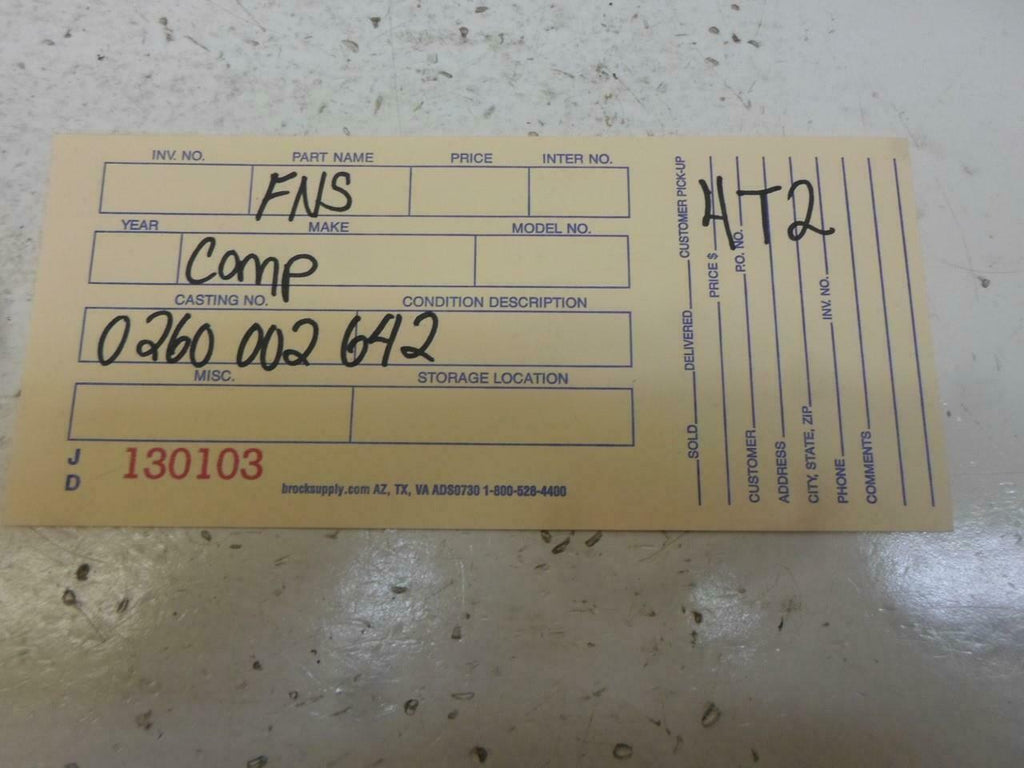 INV. NO. PART NAME PRICE INTER NO.
FNS
YEAR MAKE MODEL NO.
Comp
CASTING NO. CONDITION DESCRIPTION
0260 002 642
MISC. STORAGE LOCATION
J D
130103
brocksupply.com AZ, TX, VA ADS0730 1-800-528-4400
SOLD DELIVERED CUSTOMER PICK-UP
PRICE $
CUSTOMER P.O. NO.
ADDRESS
CITY, STATE, ZIP INV. NO.
PHONE
COMMENTS
4T2